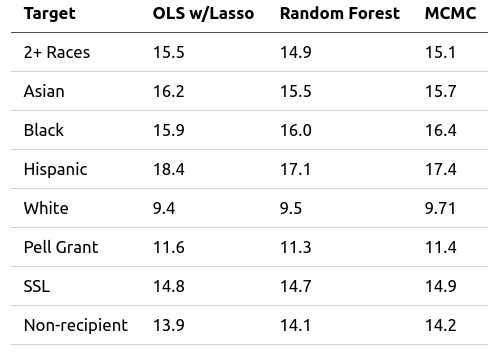 Target OLS w/Lasso Random Forest MCMC
2+ Races 15.5 14.9 15.1
Asian 16.2 15.5 15.7
Black 15.9 16.0 16.4
Hispanic 18.4 17.1 17.4
White 9.4 9.5 9.71
Pell Grant 11.6 11.3 11.4
SSL 14.8 14.7 14.9
Non-recipient 13.9 14.1 14.2